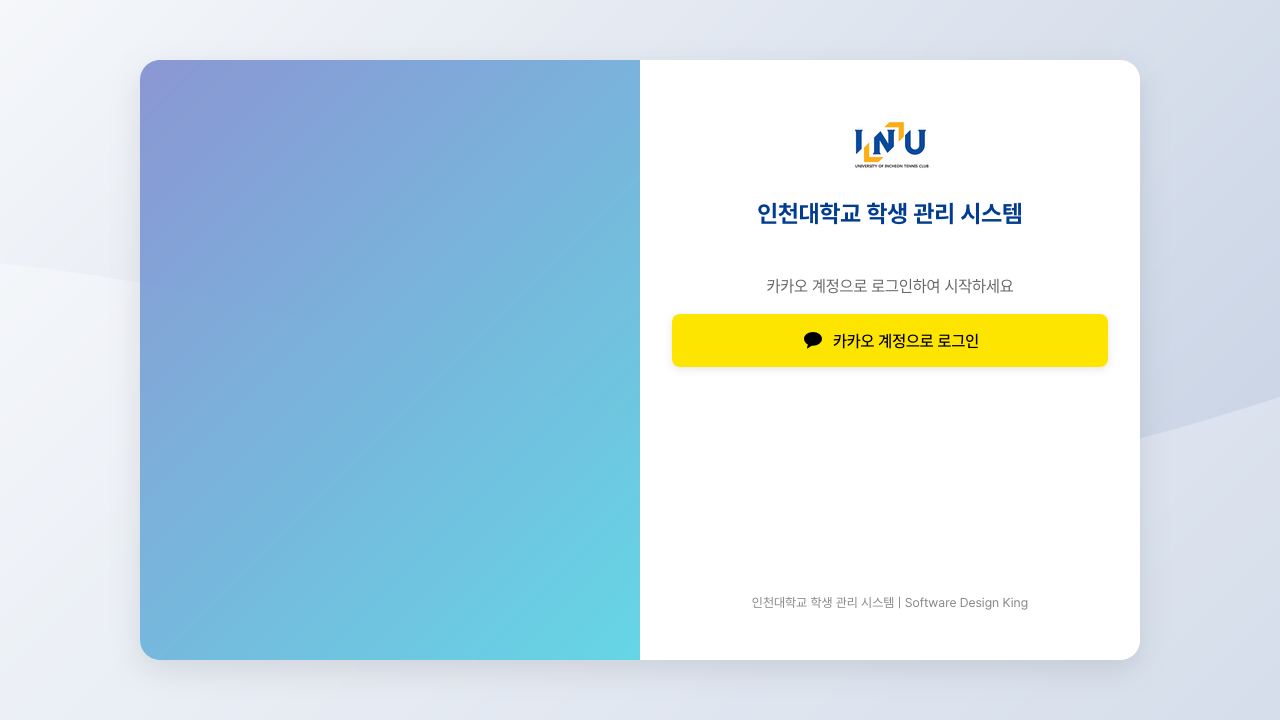 INU
UNIVERSITY OF INCHEON TENNIS CLUB
인천대학교 학생 관리 시스템
카카오 계정으로 로그인하여 시작하세요
카카오 계정으로 로그인
인천대학교 학생 관리 시스템 | Software Design King